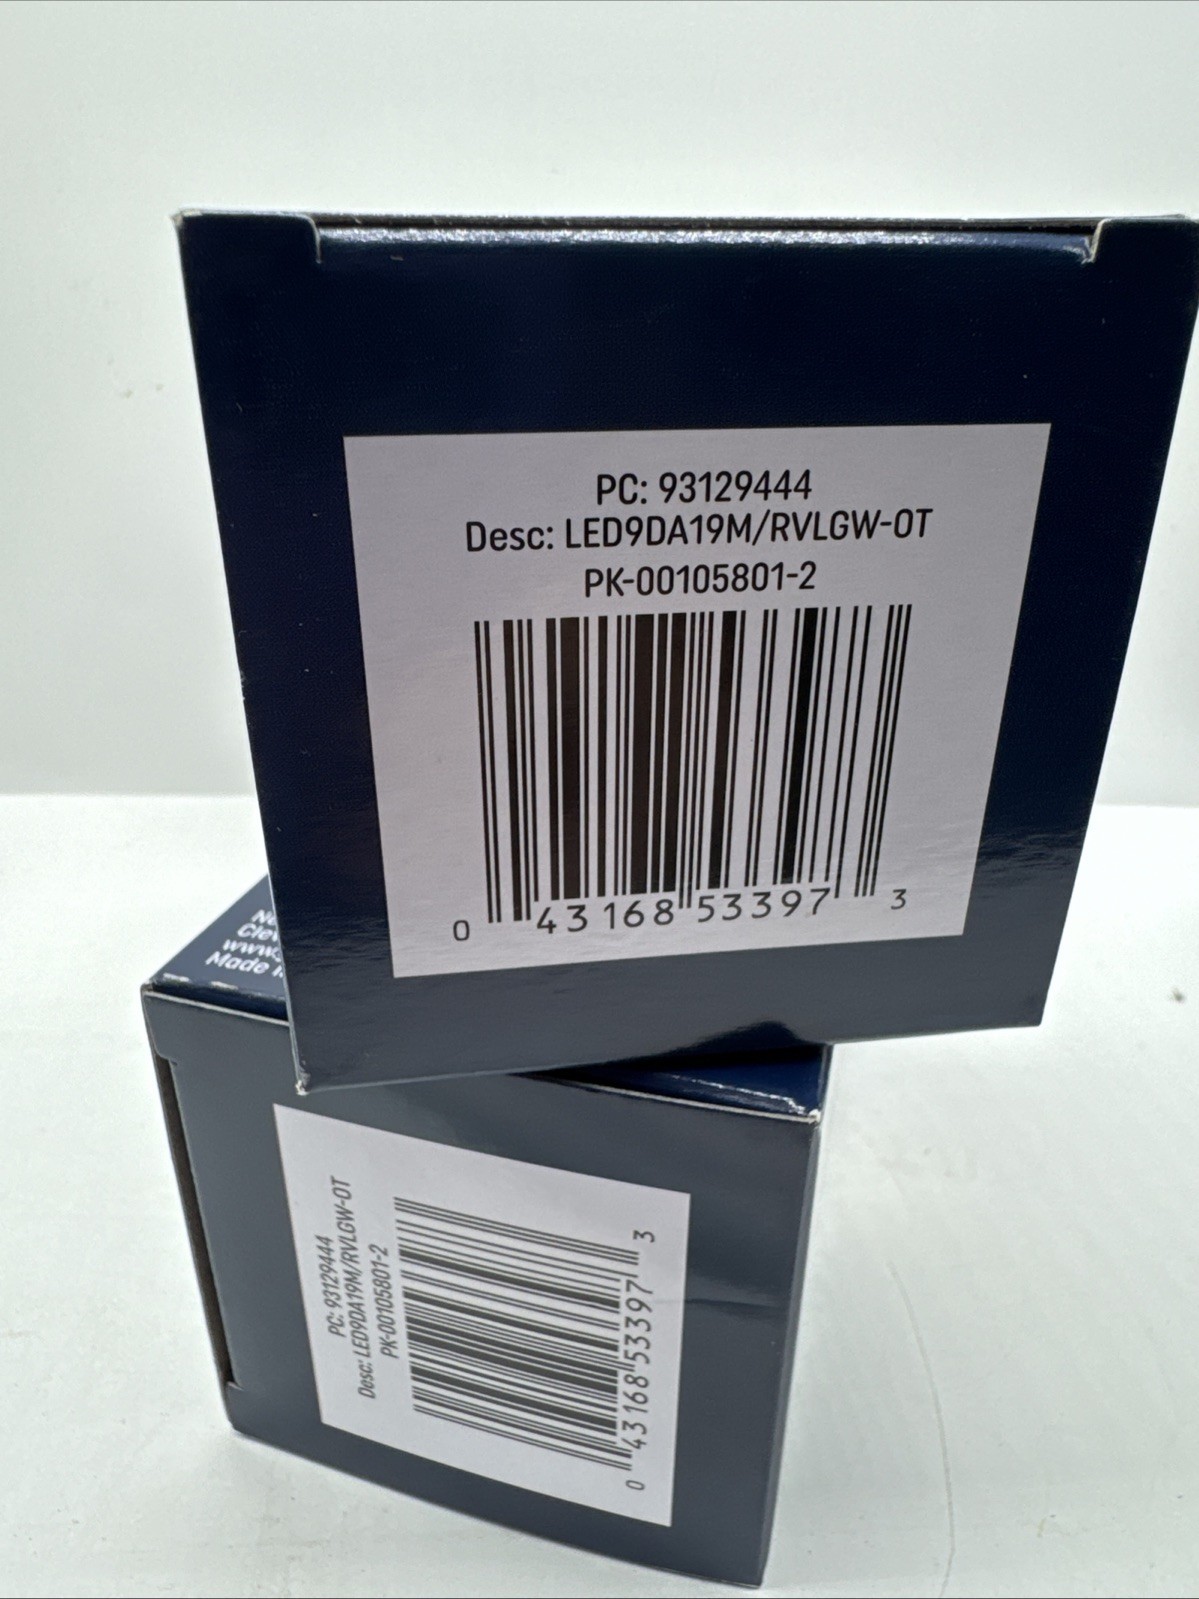 PC: 93129444
Desc: LED9DA19M/RVLGW-OT
PK-00105801-2
0 43168 53397 3
Made
PC: 93129444
Desc: LED9DA19M/RVLGW-OT
PK-00105801-2
0 43168 53397 3